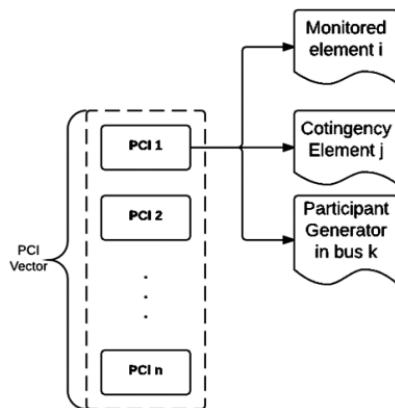 Monitored
element i
Cotingency
Element j
Participant
Generator
in bus k
PCI
Vector
PCI 1
PCI 2
.
.
.
PCI n